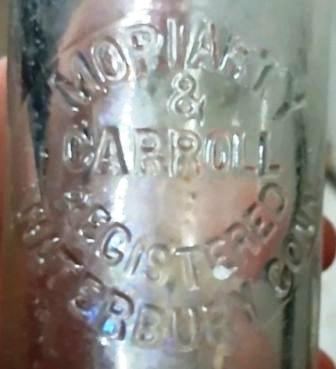 MORIARTY
&
CARROLL
REGISTERED
WATERBURY CONN